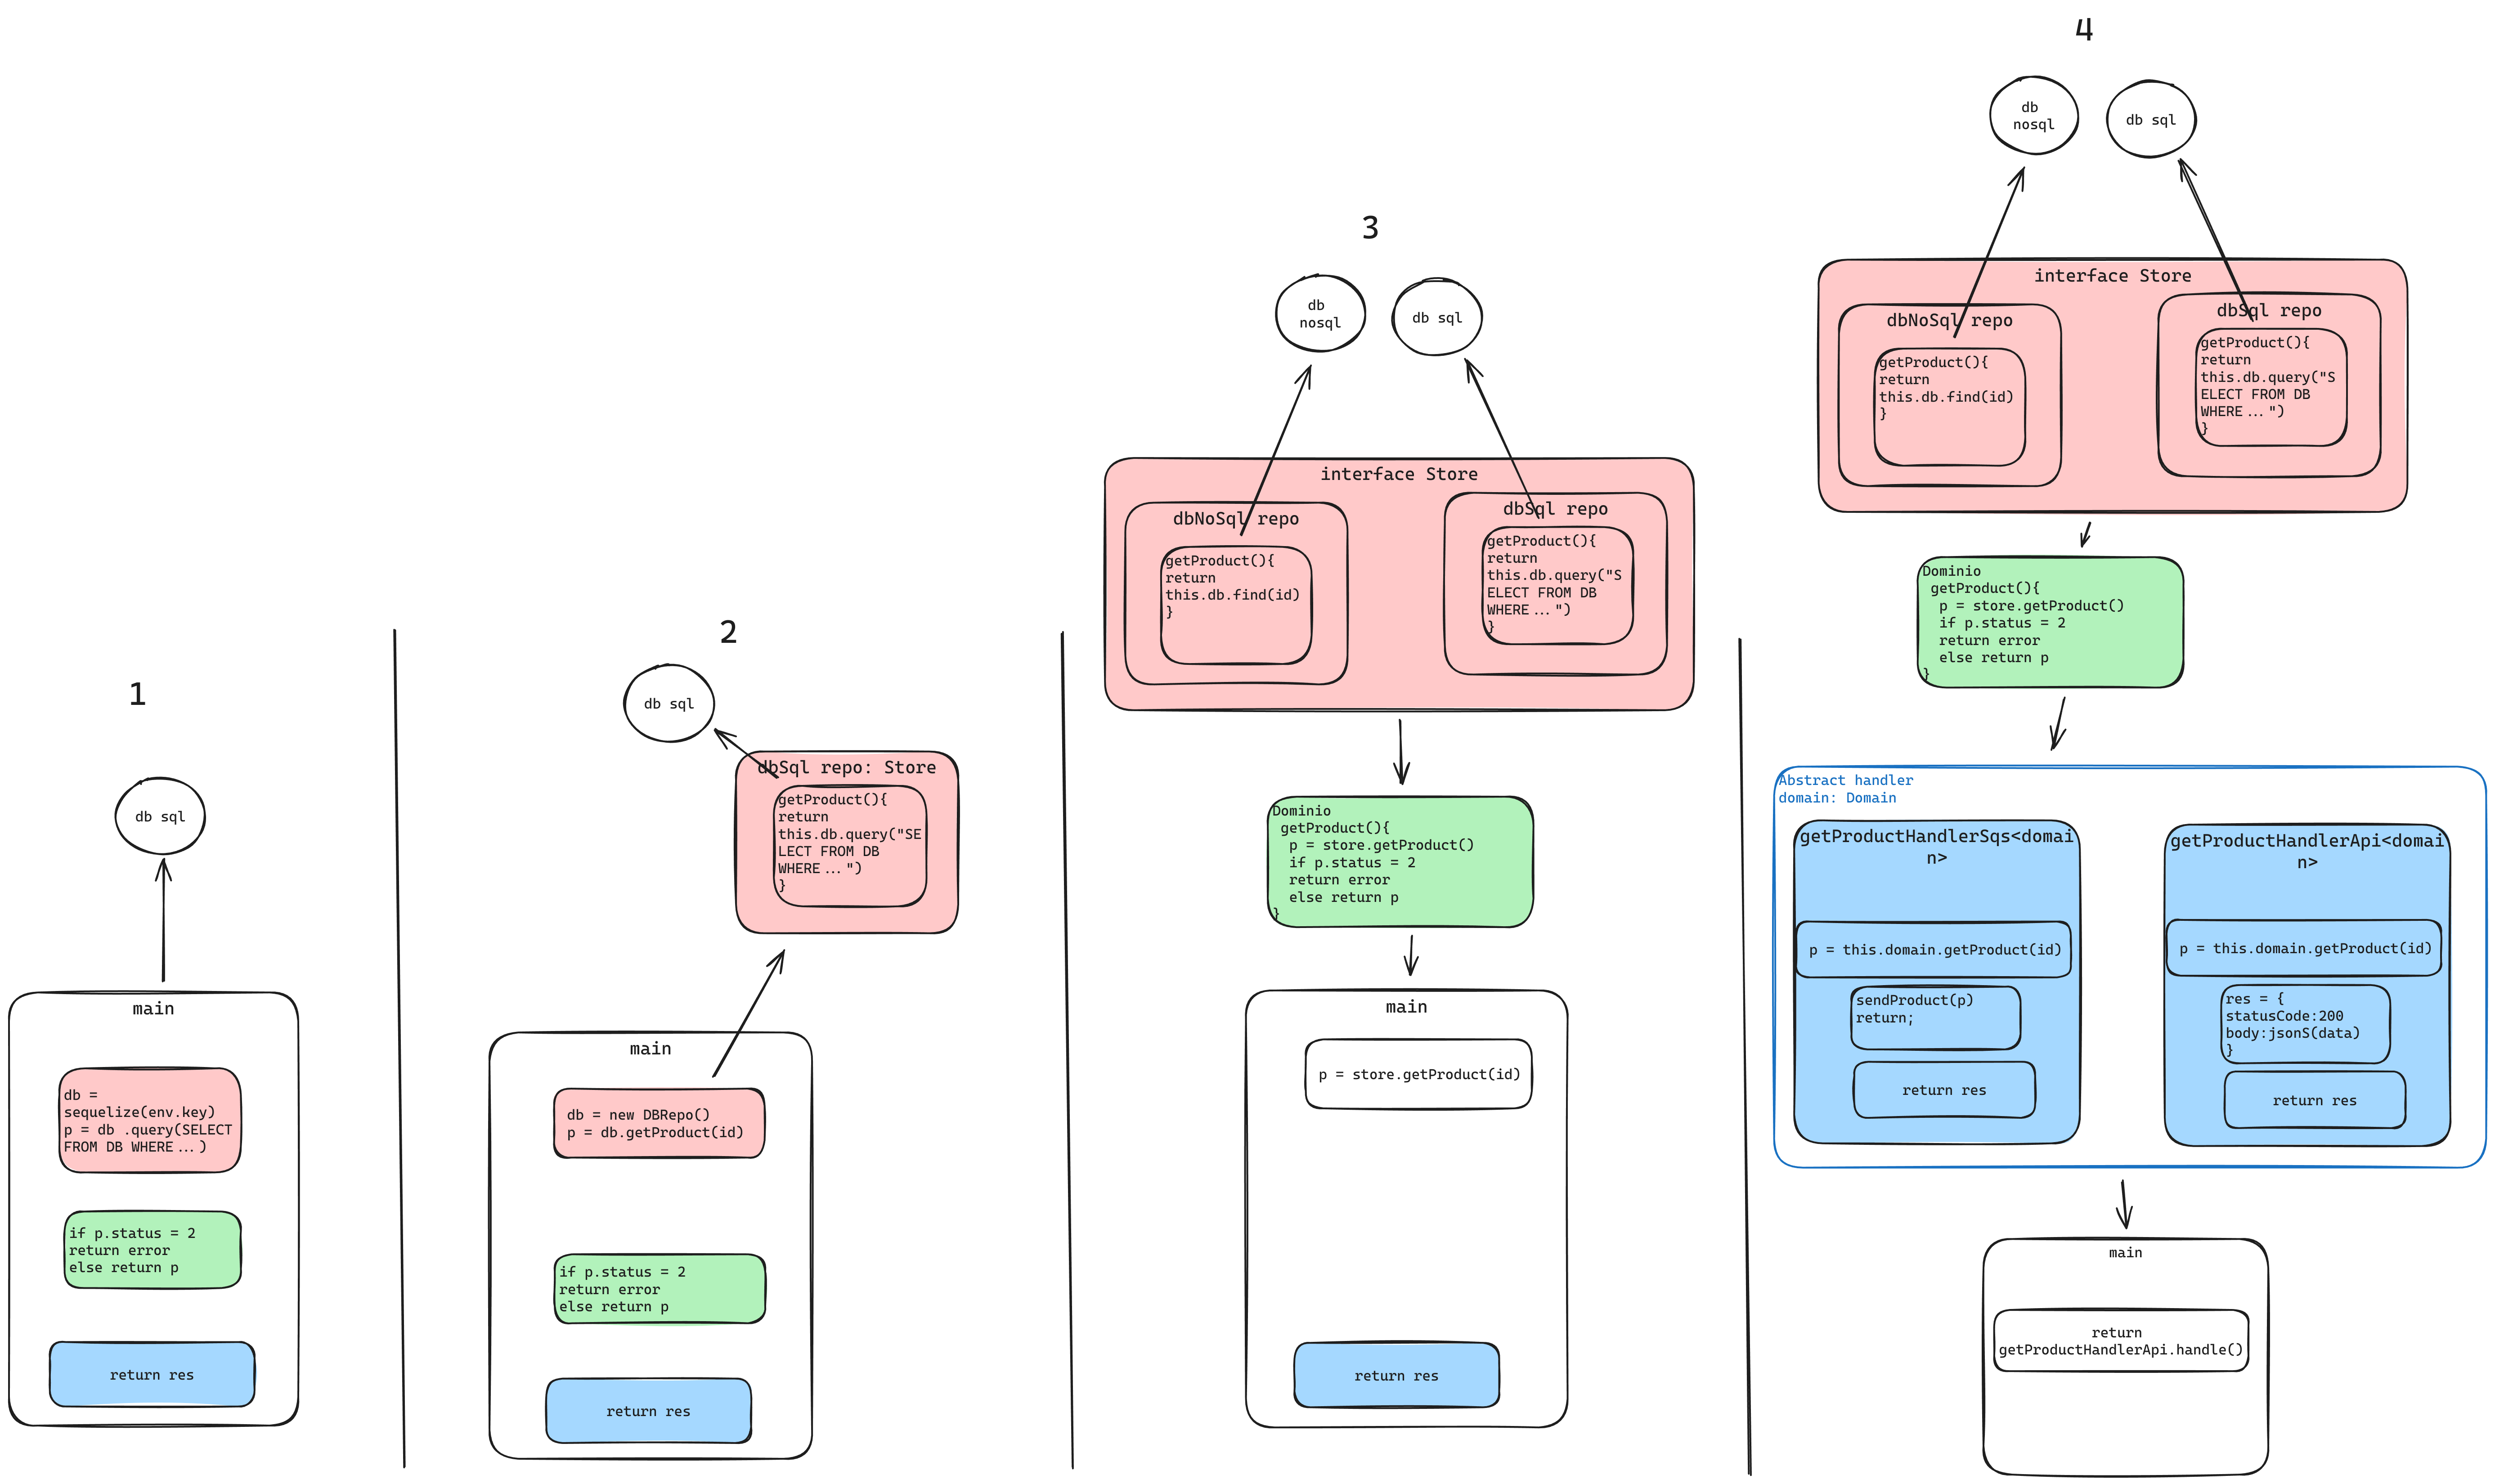 1
db sql
main
db =
sequelize(env.key)
p = db .query(SELECT
FROM DB WHERE...)
if p.status = 2
return error
else return p
return res
2
db sql
dbSql repo: Store
getProduct(){
return
this.db.query("SE
LECT FROM DB
WHERE...")
}
main
db = new DBRepo()
p = db.getProduct(id)
if p.status = 2
return error
else return p
return res
3
db
nosql
db sql
interface Store
dbNoSql repo
getProduct(){
return
this.db.find(id)
}
dbSql repo
getProduct(){
return
this.db.query("S
ELECT FROM DB
WHERE...")
}
Dominio
getProduct(){
p = store.getProduct()
if p.status = 2
return error
else return p
}
main
p = store.getProduct(id)
return res
4
db
nosql
db sql
interface Store
dbNoSql repo
getProduct(){
return
this.db.find(id)
}
dbSql repo
getProduct(){
return
this.db.query("S
ELECT FROM DB
WHERE...")
}
Dominio
getProduct(){
p = store.getProduct()
if p.status = 2
return error
else return p
}
Abstract handler
domain: Domain
getProductHandlerSqs<domai
n>
p = this.domain.getProduct(id)
sendProduct(p)
return;
return res
getProductHandlerApi<domai
n>
p = this.domain.getProduct(id)
res = {
statusCode:200
body:jsonS(data)
}
return res
main
return
getProductHandlerApi.handle()